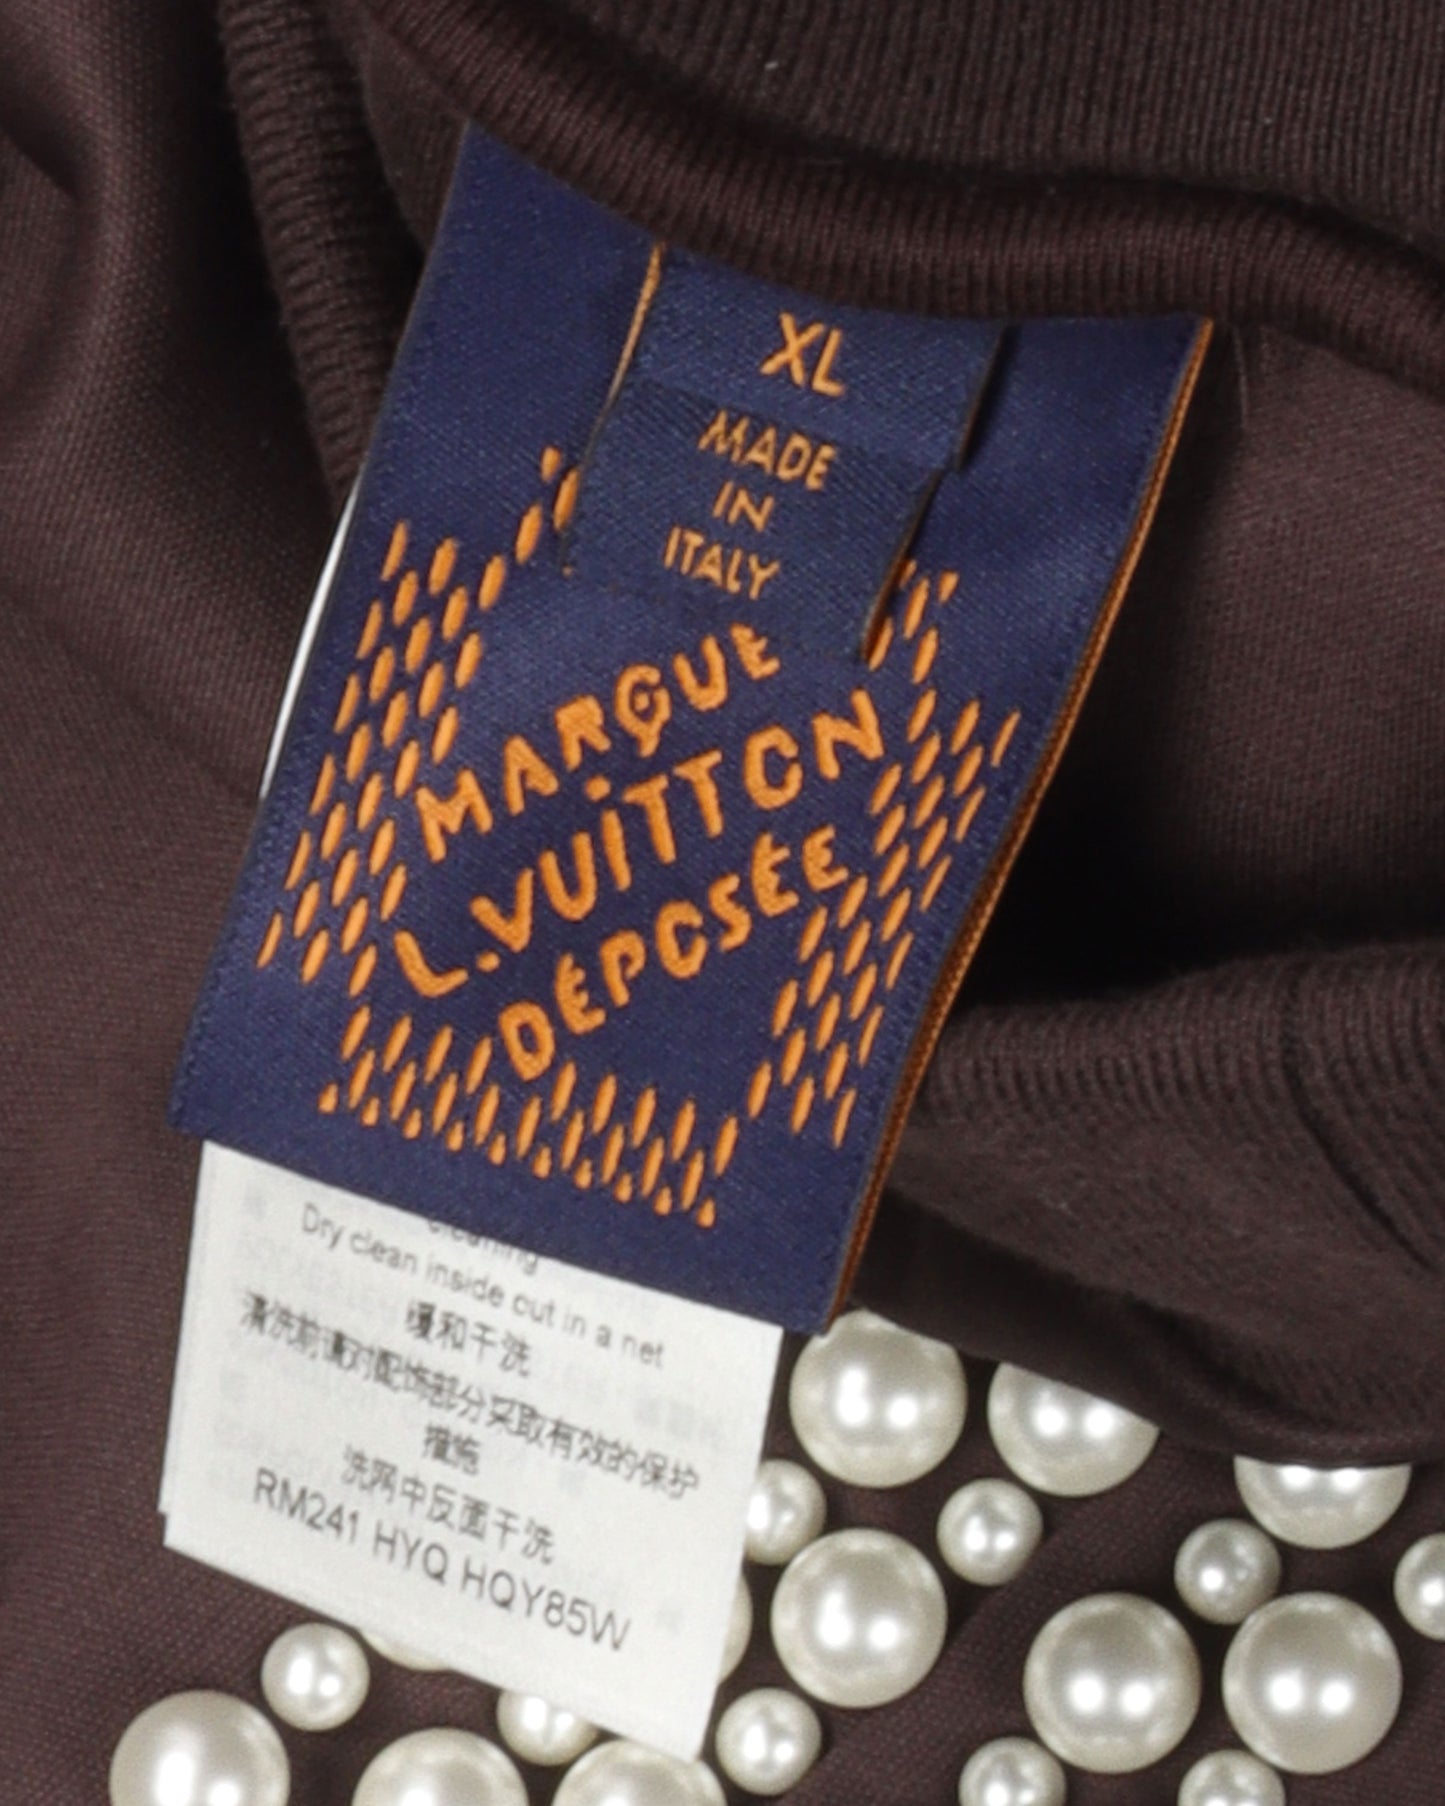 XL
MADE
IN
ITALY
MARQUE
L.VUITTON
DÉPOSÉE
cleaning
Dry clean inside out in a net
缓和干洗
清洗前请对配饰部分采取有效的保护
措施
洗网中反面干洗
RM241 HYQ HQY85W